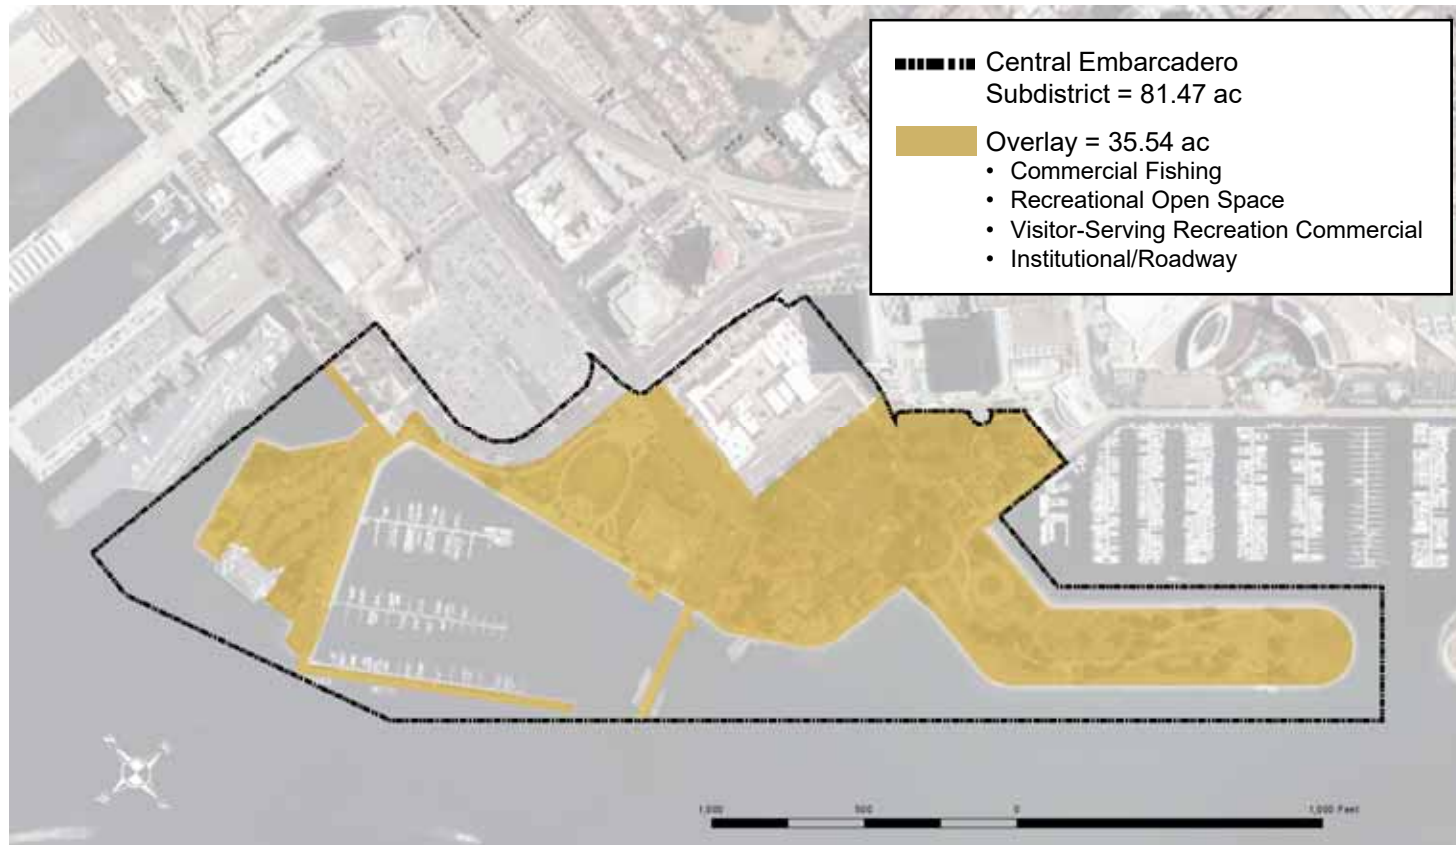 Central Embarcadero
Subdistrict = 81.47 ac
Overlay = 35.54 ac
• Commercial Fishing
• Recreational Open Space
• Visitor-Serving Recreation Commercial
• Institutional/Roadway
1,000 500 0 1,000 Feet